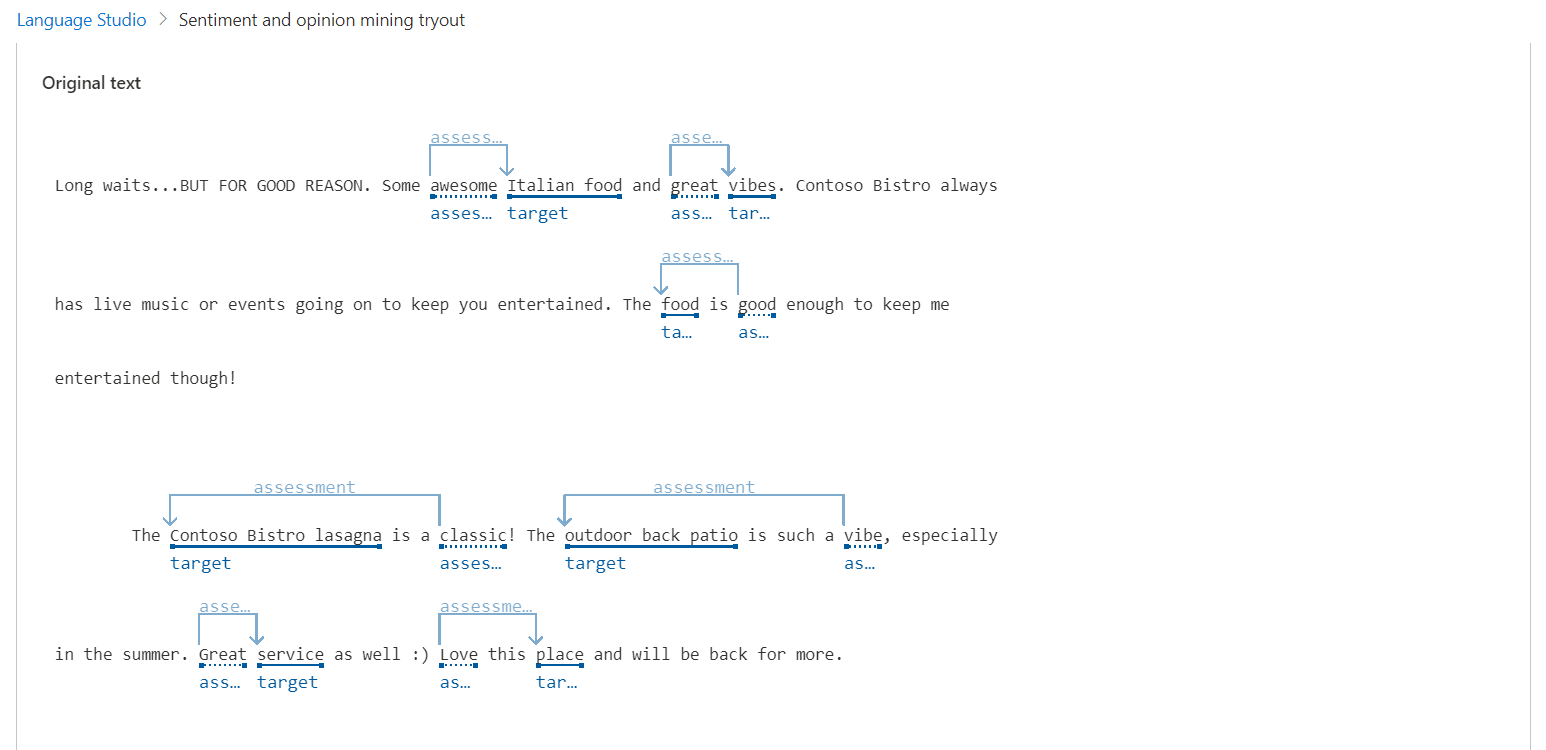 Language Studio > Sentiment and opinion mining tryout
Original text
assess... asse...
Long waits...BUT FOR GOOD REASON. Some awesome Italian food and great vibes. Contoso Bistro always
asses... target ass... tar...
assess...
has live music or events going on to keep you entertained. The food is good enough to keep me
ta... as...
entertained though!
assessment assessment
The Contoso Bistro lasagna is a classic! The outdoor back patio is such a vibe, especially
target asses... target as...
asse... assessme...
in the summer. Great service as well :) Love this place and will be back for more.
ass... target as... tar...